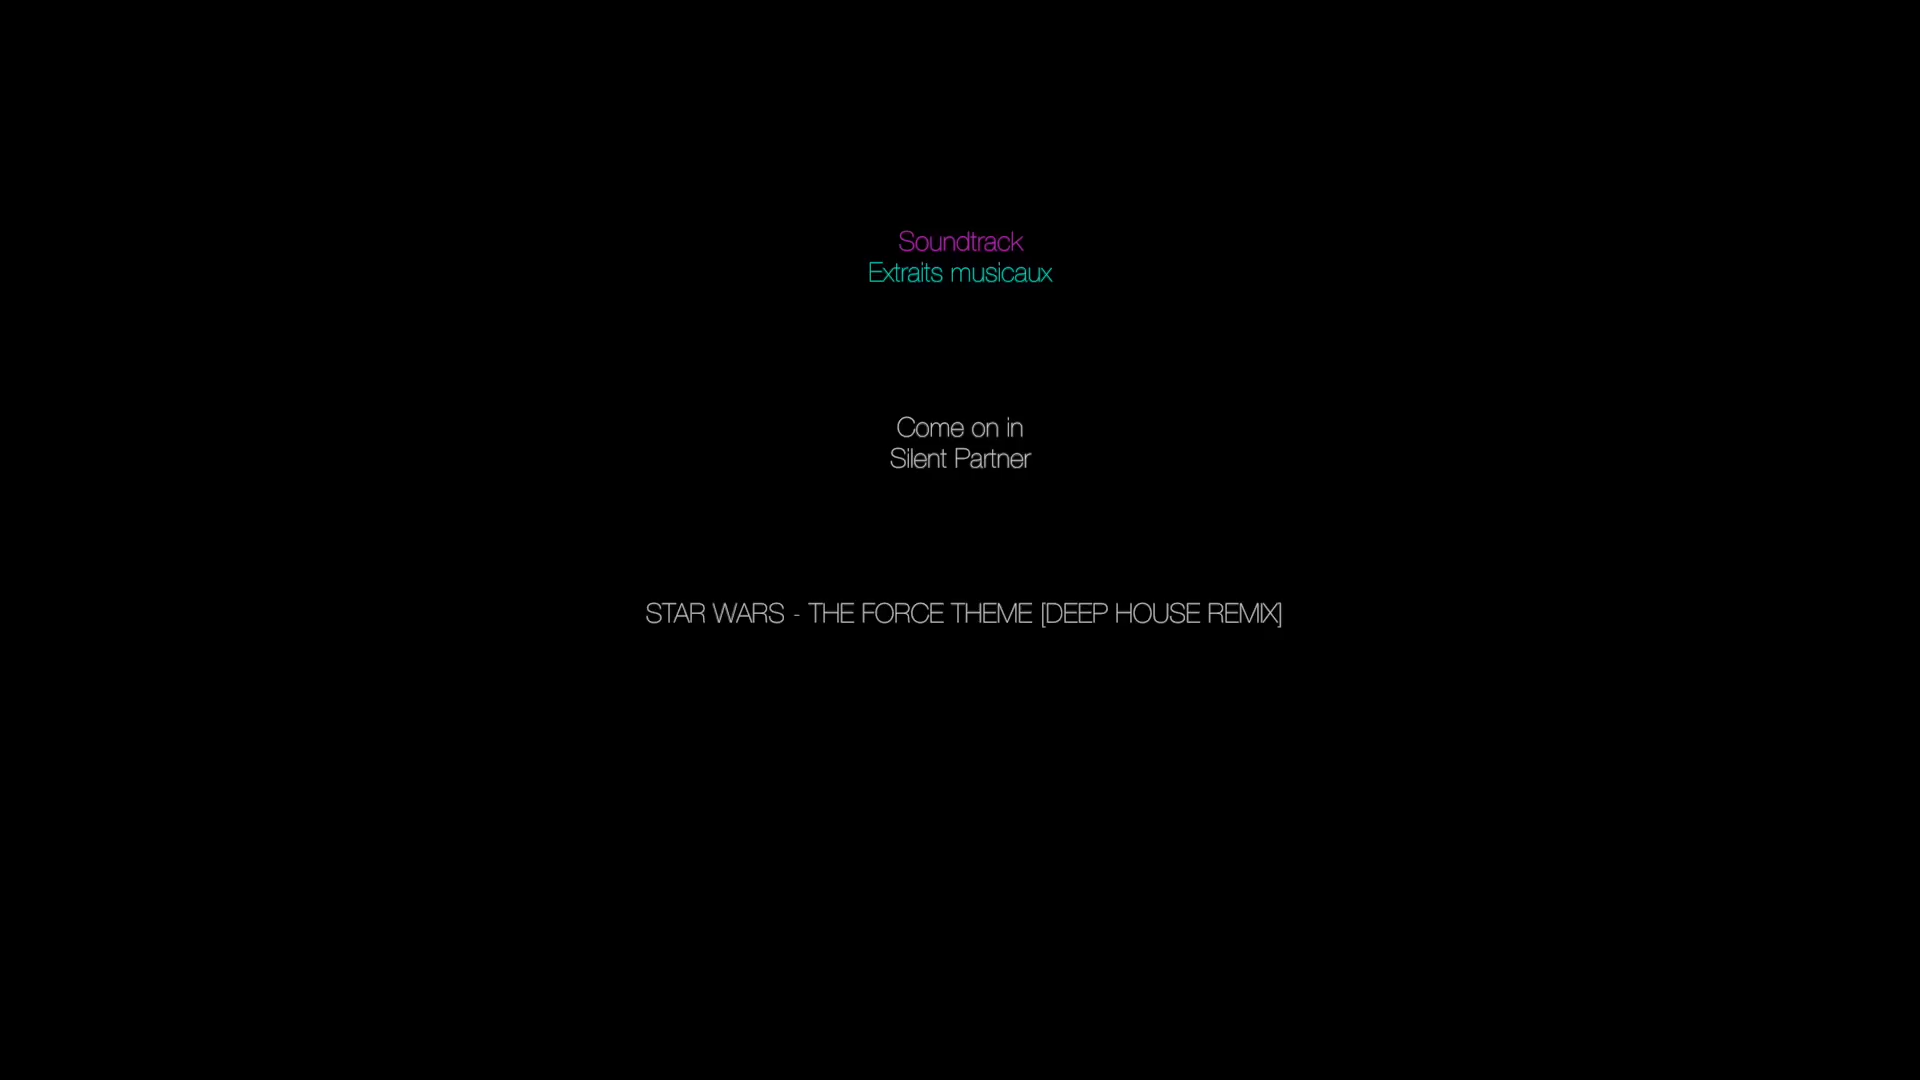 Soundtrack
Extraits musicaux
Come on in
Silent Partner
STAR WARS - THE FORCE THEME [DEEP HOUSE REMIX]